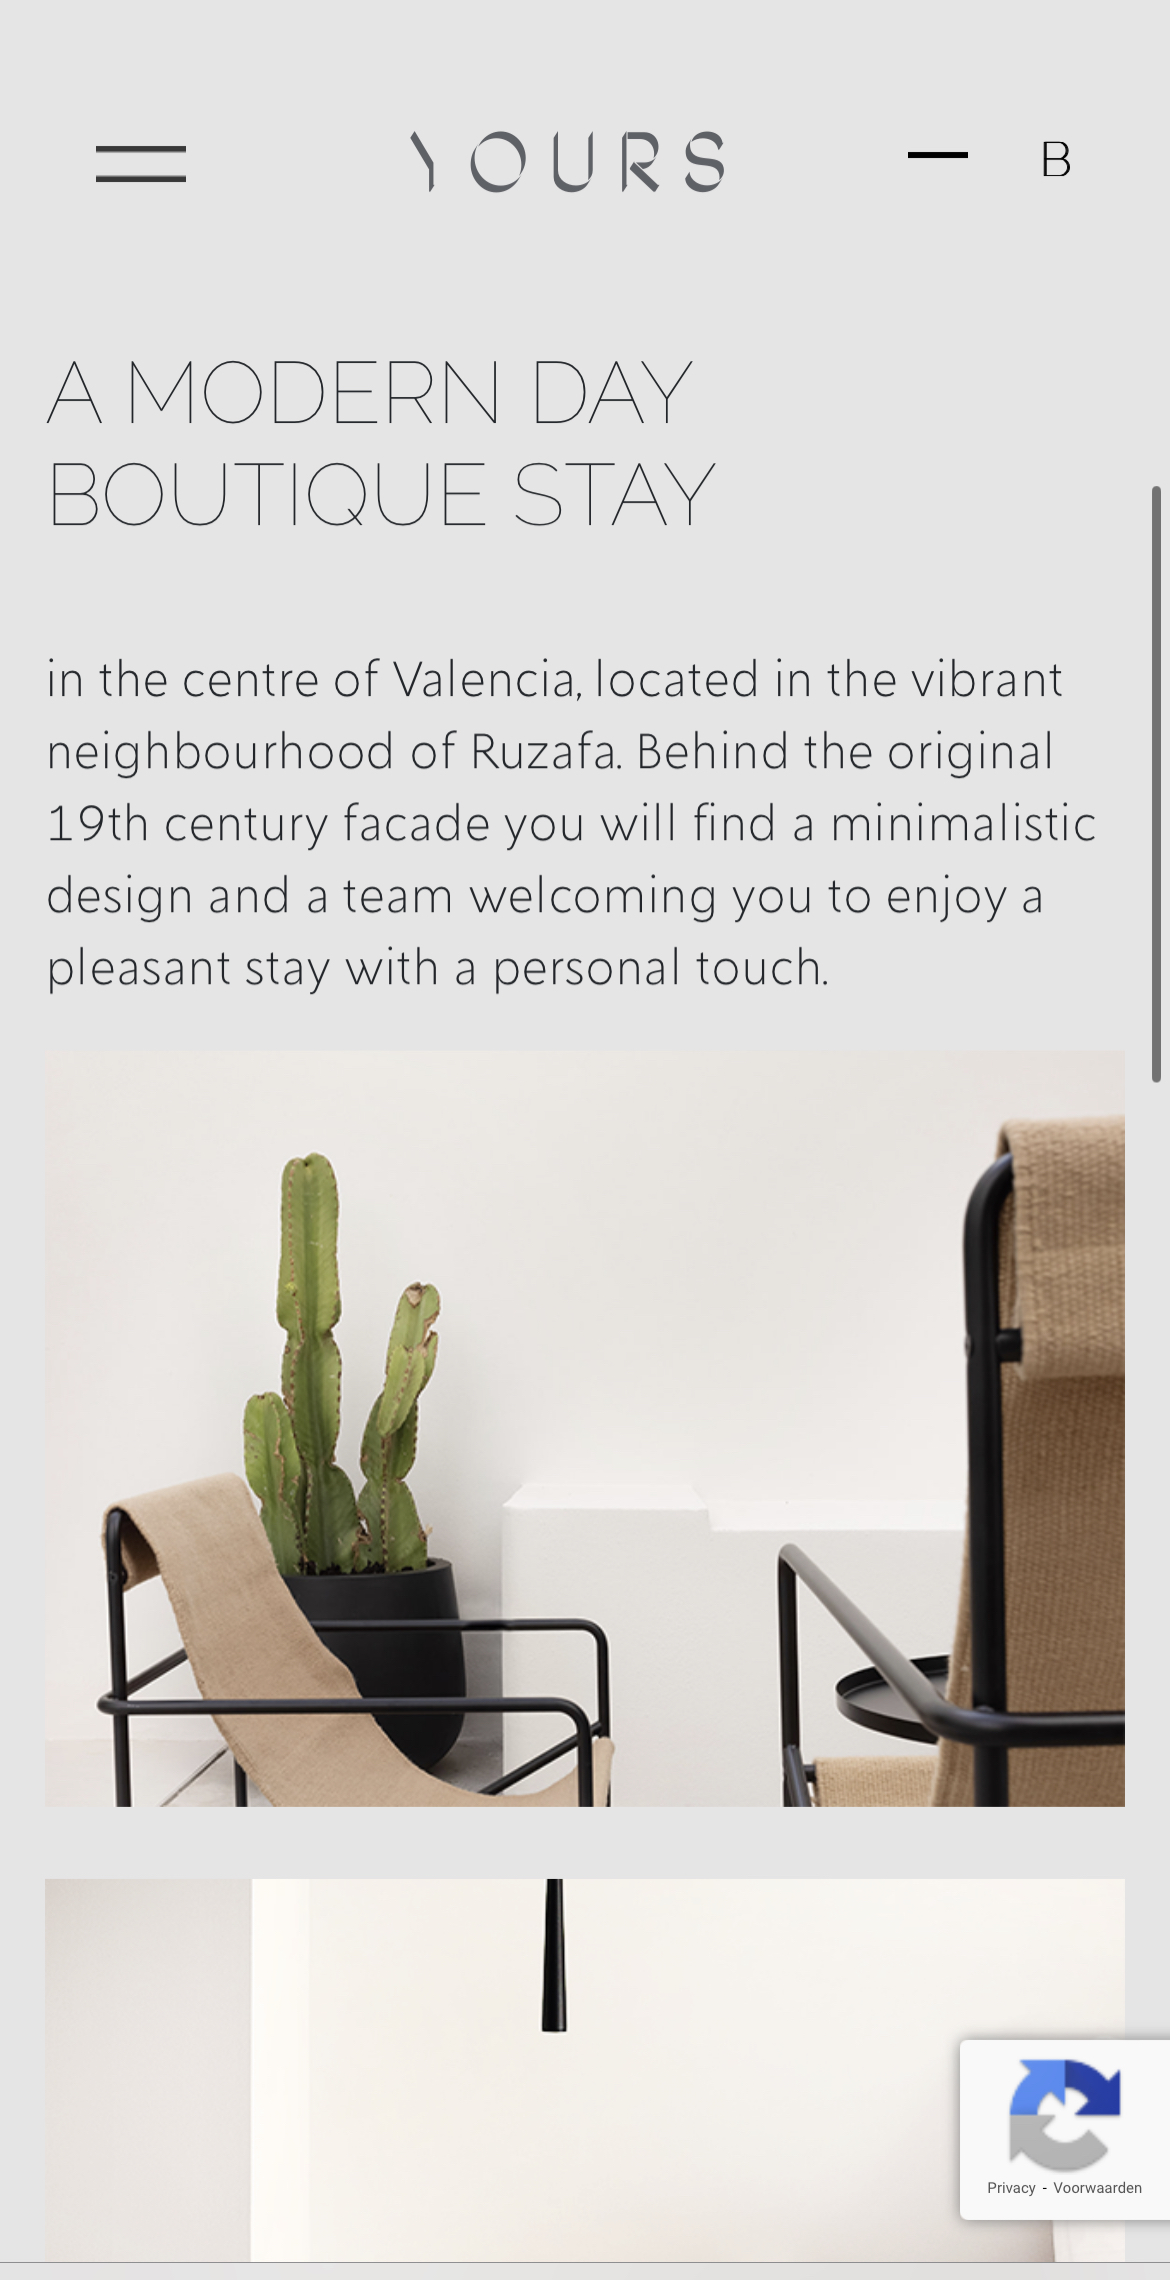 YOURS
B
A MODERN DAY
BOUTIQUE STAY
in the centre of Valencia, located in the vibrant
neighbourhood of Ruzafa. Behind the original
19th century facade you will find a minimalistic
design and a team welcoming you to enjoy a
pleasant stay with a personal touch.
Privacy - Voorwaarden